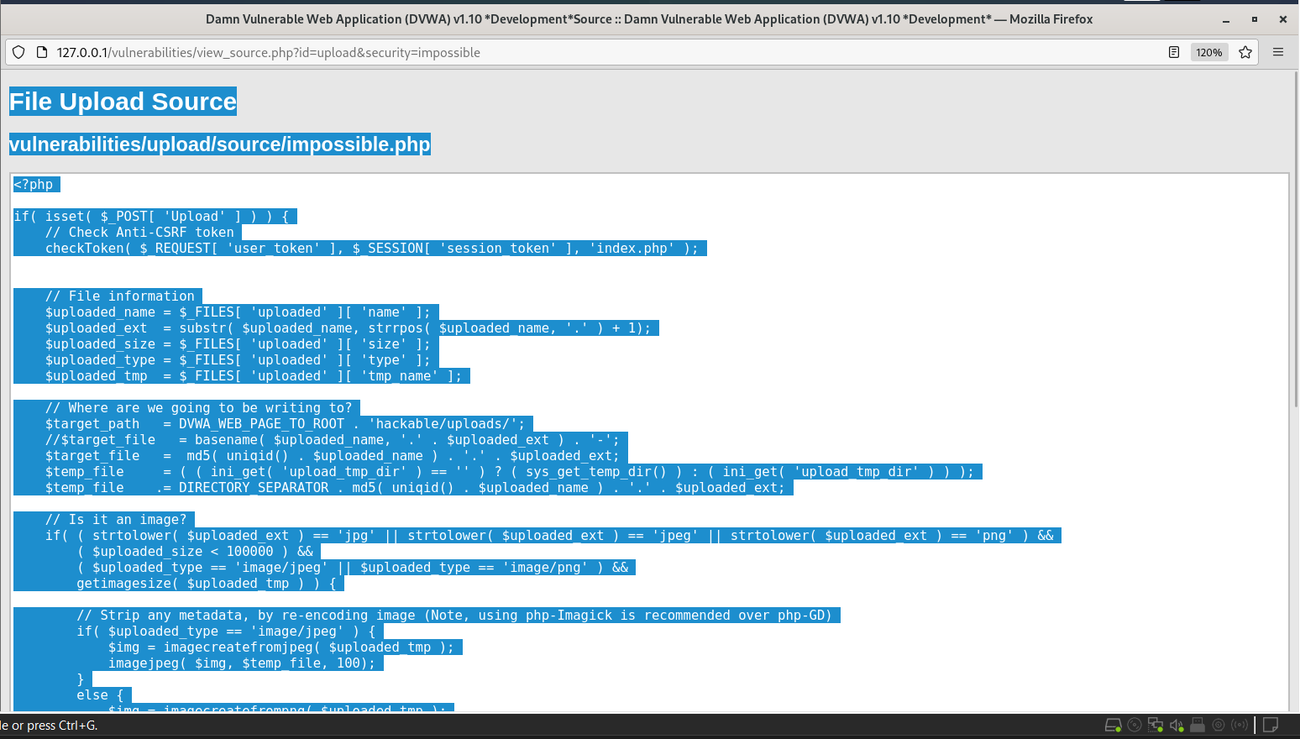 Damn Vulnerable Web Application (DVWA) v1.10 *Development*Source :: Damn Vulnerable Web Application (DVWA) v1.10 *Development* — Mozilla Firefox
127.0.0.1/vulnerabilities/view_source.php?id=upload&security=impossible
120%
File Upload Source
vulnerabilities/upload/source/impossible.php
<?php
if( isset( $_POST[ 'Upload' ] ) ) {
// Check Anti-CSRF token
checkToken( $_REQUEST[ 'user_token' ], $_SESSION[ 'session_token' ], 'index.php' );
// File information
$uploaded_name = $_FILES[ 'uploaded' ][ 'name' ];
$uploaded_ext  = substr( $uploaded_name, strrpos( $uploaded_name, '.' ) + 1);
$uploaded_size = $_FILES[ 'uploaded' ][ 'size' ];
$uploaded_type = $_FILES[ 'uploaded' ][ 'type' ];
$uploaded_tmp  = $_FILES[ 'uploaded' ][ 'tmp_name' ];
// Where are we going to be writing to?
$target_path   = DVWA_WEB_PAGE_TO_ROOT . 'hackable/uploads/';
//$target_file   = basename( $uploaded_name, '.' . $uploaded_ext ) . '-';
$target_file   =  md5( uniqid() . $uploaded_name ) . '.' . $uploaded_ext;
$temp_file     = ( ( ini_get( 'upload_tmp_dir' ) == '' ) ? ( sys_get_temp_dir() ) : ( ini_get( 'upload_tmp_dir' ) ) );
$temp_file    .= DIRECTORY_SEPARATOR . md5( uniqid() . $uploaded_name ) . '.' . $uploaded_ext;
// Is it an image?
if( ( strtolower( $uploaded_ext ) == 'jpg' || strtolower( $uploaded_ext ) == 'jpeg' || strtolower( $uploaded_ext ) == 'png' ) &&
( $uploaded_size < 100000 ) &&
( $uploaded_type == 'image/jpeg' || $uploaded_type == 'image/png' ) &&
getimagesize( $uploaded_tmp ) ) {
// Strip any metadata, by re-encoding image (Note, using php-Imagick is recommended over php-GD)
if( $uploaded_type == 'image/jpeg' ) {
$img = imagecreatefromjpeg( $uploaded_tmp );
imagejpeg( $img, $temp_file, 100);
}
else {
$img = imagecreatefrompng( $uploaded_tmp );
le or press Ctrl+G.